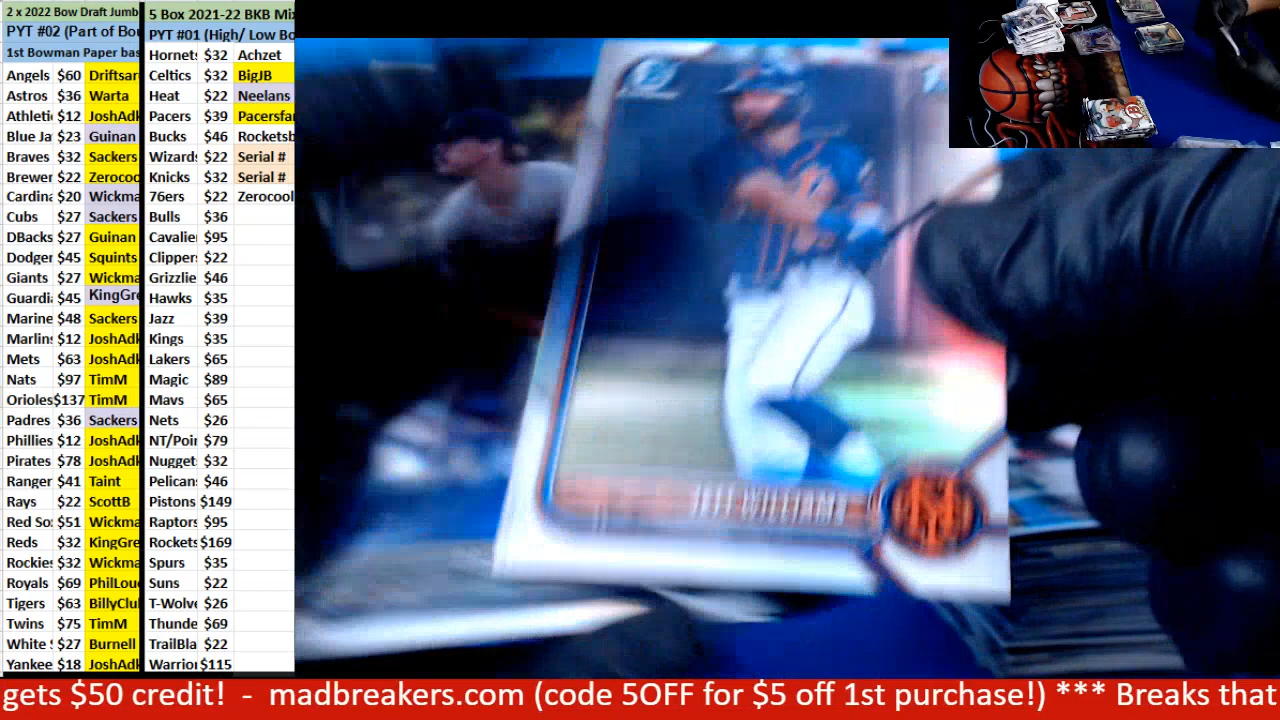 2 x 2022 Bow Draft Jumb
PYT #02 (Part of Bo
1st Bowman Paper bas
Angels $60 Driftsar
Astros $36 Warta
Athleti $12 JoshAdk
Blue Ja $23 Guinan
Braves $32 Sackers
Brewer $22 Zerocoo
Cardina $20 Wickma
Cubs $27 Sackers
DBacks $27 Guinan
Dodger $45 Squints
Giants $27 Wickma
Guardi $45 KingGre
Marine $48 Sackers
Marlins $12 JoshAdk
Mets $63 JoshAdk
Nats $97 TimM
Orioles $137 TimM
Padres $36 Sackers
Phillies $12 JoshAdk
Pirates $78 JoshAdk
Ranger $41 Taint
Rays $22 ScottB
Red So $51 Wickma
Reds $32 KingGre
Rockies $32 Wickma
Royals $69 PhilLou
Tigers $63 BillyClu
Twins $75 TimM
White $27 Burnell
Yankee $18 JoshAdk
5 Box 2021-22 BKB Mix
PYT #01 (High/ Low Bo
Hornets $32 Achzet
Celtics $32 BigJB
Heat $22 Neelans
Pacers $39 Pacersfa
Bucks $46 Rocketsb
Wizard $22 Serial #
Knicks $32 Serial #
76ers $22 Zerocool
Bulls $36
Cavalie $95
Clipper $22
Grizzlie $46
Hawks $35
Jazz $39
Kings $35
Lakers $65
Magic $89
Mavs $65
Nets $26
NT/Poin $79
Nugget $32
Pelican $46
Pistons $149
Raptors $95
Rockets $169
Spurs $35
Suns $22
T-Wolve $26
Thunde $69
TrailBla $22
Warrior $115
gets $50 credit! - madbreakers.com (code 5OFF for $5 off 1st purchase!) *** Breaks that